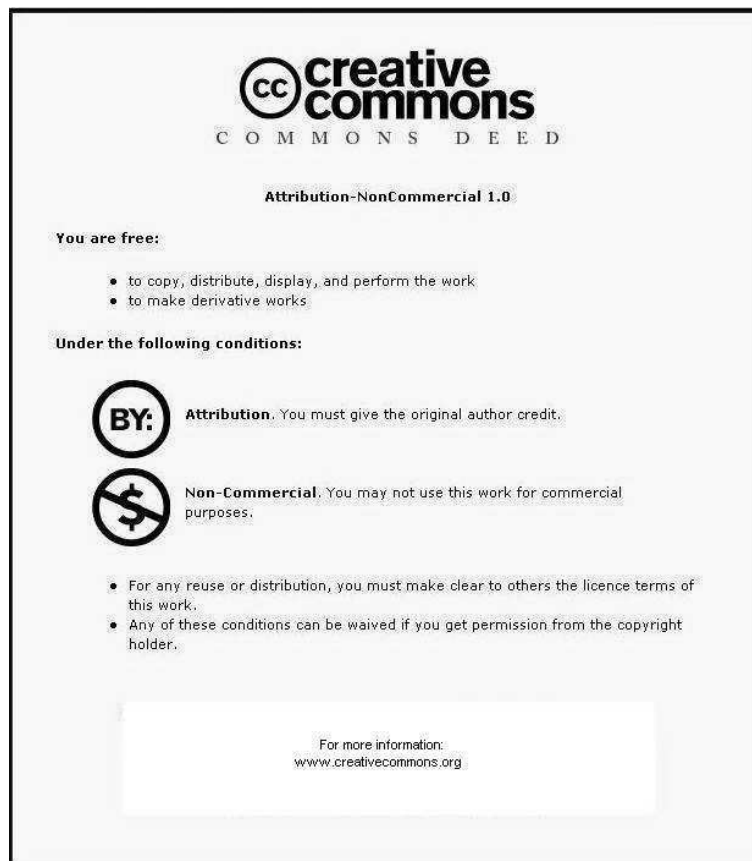 cc creative
commons
COMMONS DEED
Attribution-NonCommercial 1.0
You are free:
• to copy, distribute, display, and perform the work
• to make derivative works
Under the following conditions:
BY:
Attribution. You must give the original author credit.
$
Non-Commercial. You may not use this work for commercial
purposes.
• For any reuse or distribution, you must make clear to others the licence terms of
this work.
• Any of these conditions can be waived if you get permission from the copyright
holder.
For more information:
www.creativecommons.org